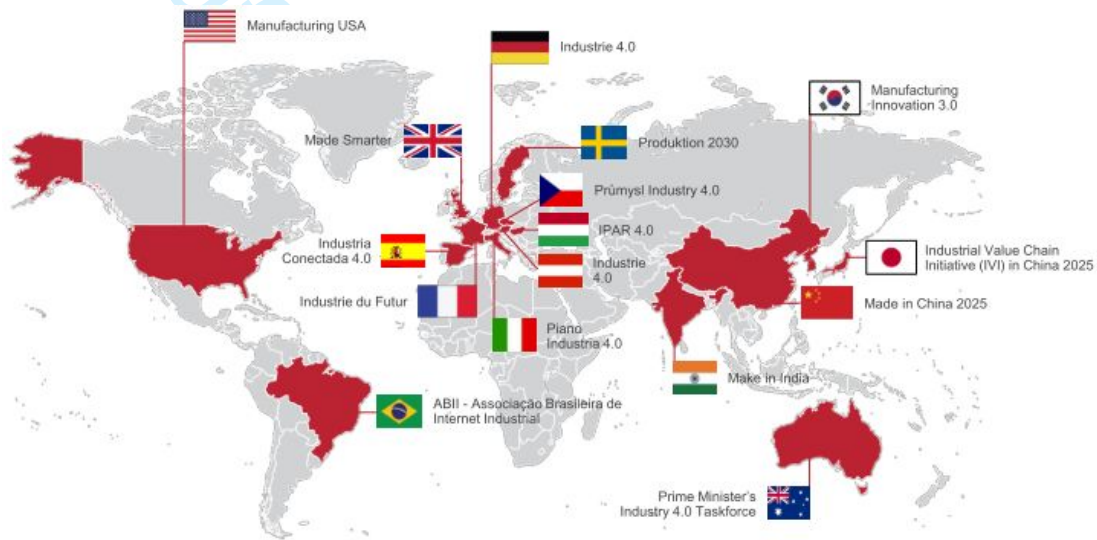 Manufacturing USA
Industrie 4.0
Manufacturing
Innovation 3.0
Made Smarter
Produktion 2030
Prúmysl Industry 4.0
IPAR 4.0
Industria
Conectada 4.0
Industrie
4.0
Industrial Value Chain
Initiative (IVI) in China 2025
Industrie du Futur
Made in China 2025
Piano
Industria 4.0
Make in India
ABII - Associação Brasileira de
Internet Industrial
Prime Minister's
Industry 4.0 Taskforce